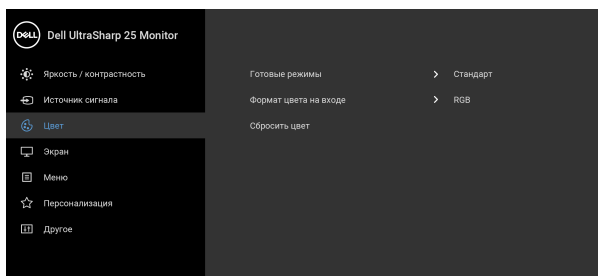 DELL Dell UltraSharp 25 Monitor
Яркость / контрастность
Готовые режимы Стандарт
Источник сигнала
Формат цвета на входе RGB
Цвет
Сбросить цвет
Экран
Меню
Персонализация
Другое